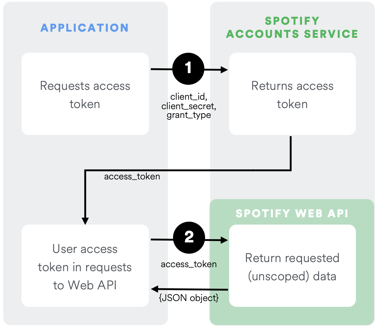 APPLICATION
SPOTIFY
ACCOUNTS SERVICE
Requests access
token
1
client_id,
client_secret,
grant_type
Returns access
token
access_token
SPOTIFY WEB API
User access
token in requests
to Web API
2
access_token
{JSON object}
Return requested
(unscoped) data